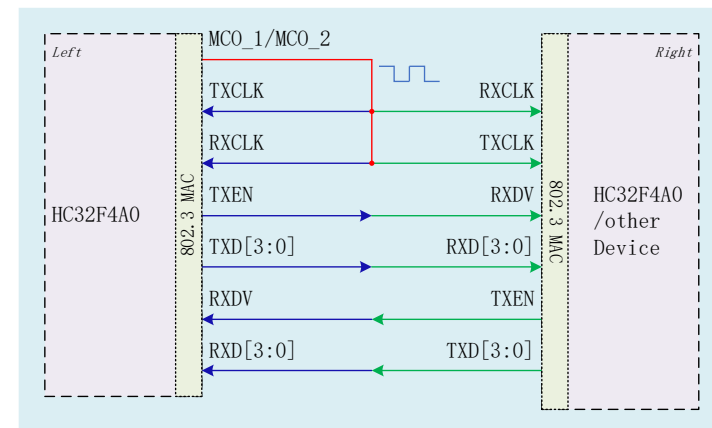 Left
MCO_1/MCO_2
Right
TXCLK
RXCLK
RXCLK
TXCLK
TXEN
RXDV
HC32F4A0
802.3 MAC
802.3 MAC
HC32F4A0
/other
Device
TXD[3:0]
RXD[3:0]
RXDV
TXEN
RXD[3:0]
TXD[3:0]